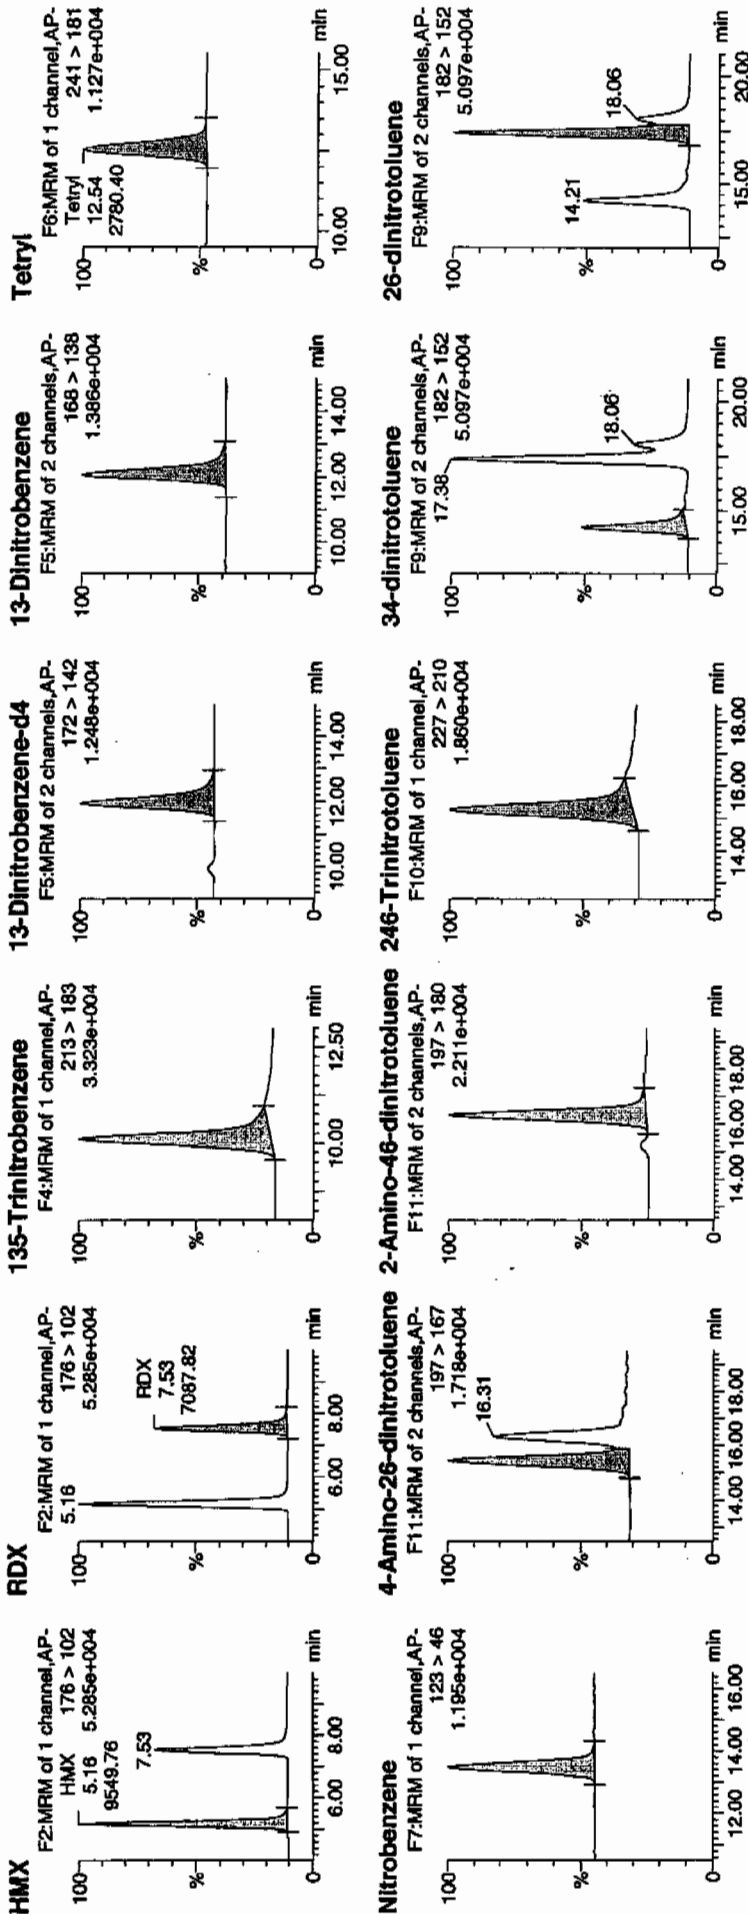 HMX
F2:MRM of 1 channel,AP-
HMX 176 > 102
5.16 5.285e+004
9549.76
7.53
100
%
0
6.00 8.00 min
RDX
F2:MRM of 1 channel,AP-
176 > 102
5.285e+004
5.16
RDX
7.53
7087.82
100
%
0
6.00 8.00 min
135-Trinitrobenzene
F4:MRM of 1 channel,AP-
213 > 183
3.323e+004
100
%
0
10.00 12.50 min
13-Dinitrobenzene-d4
F5:MRM of 2 channels,AP-
172 > 142
1.248e+004
100
%
0
10.00 12.00 14.00 min
13-Dinitrobenzene
F5:MRM of 2 channels,AP-
168 > 138
1.386e+004
100
%
0
10.00 12.00 14.00 min
Tetryl
F6:MRM of 1 channel,AP-
Tetryl 241 > 181
12.54 1.127e+004
2780.40
100
%
0
10.00 15.00 min
Nitrobenzene
F7:MRM of 1 channel,AP-
123 > 46
1.195e+004
100
%
0
12.00 14.00 16.00 min
4-Amino-26-dinitrotoluene
F11:MRM of 2 channels,AP-
197 > 167
1.718e+004
16.31
100
%
0
14.00 16.00 18.00 min
2-Amino-46-dinitrotoluene
F11:MRM of 2 channels,AP-
197 > 180
2.211e+004
100
%
0
14.00 16.00 18.00 min
246-Trinitrotoluene
F10:MRM of 1 channel,AP-
227 > 210
1.860e+004
100
%
0
14.00 16.00 18.00 min
34-dinitrotoluene
F9:MRM of 2 channels,AP-
182 > 152
5.097e+004
17.38
18.06
100
%
0
15.00 20.00 min
26-dinitrotoluene
F9:MRM of 2 channels,AP-
182 > 152
5.097e+004
14.21
18.06
100
%
0
15.00 20.00 min